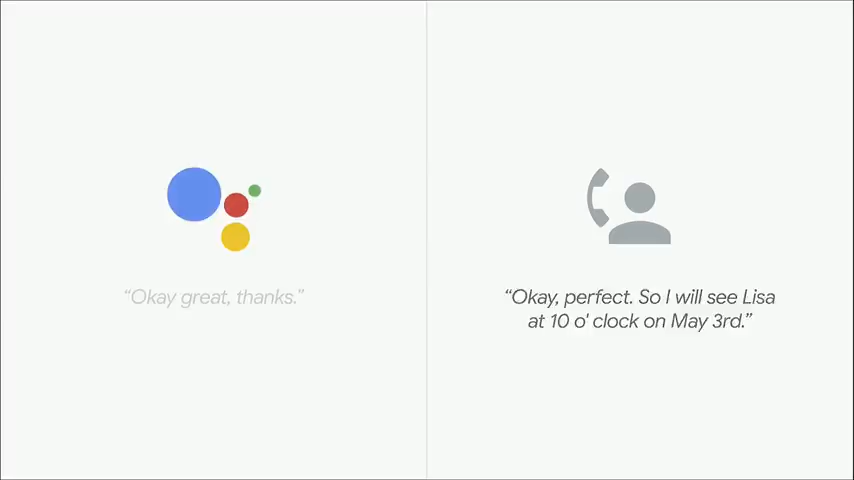 “Okay great, thanks.”
“Okay, perfect. So I will see Lisa
at 10 o' clock on May 3rd.”